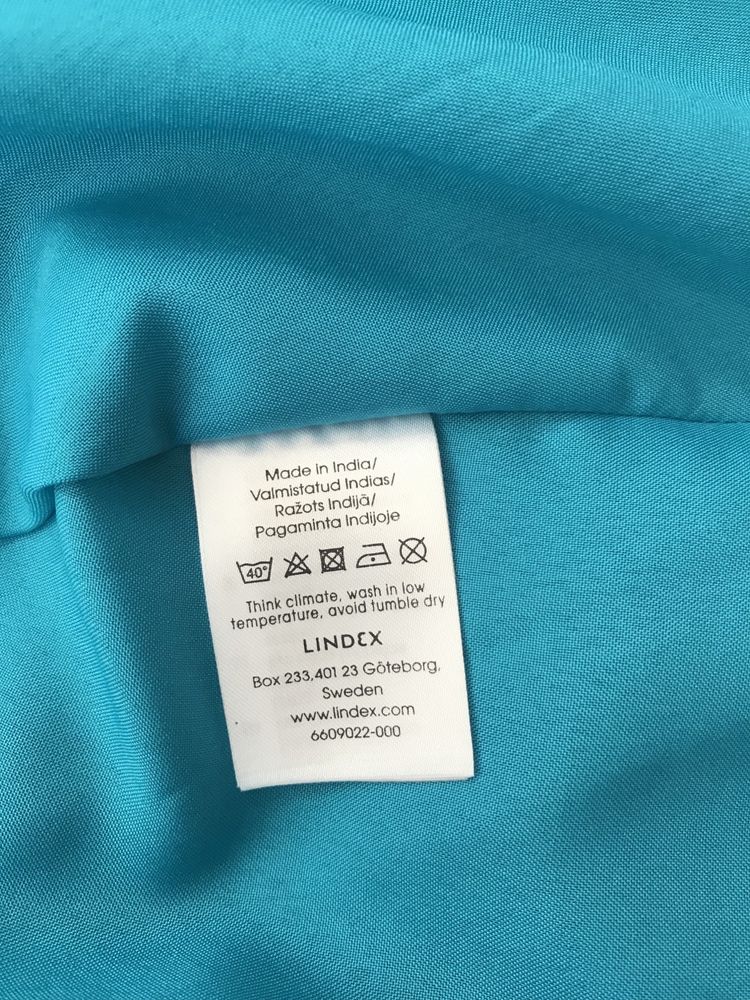 Made in India/
Valmistatud Indias/
Ražots Indijā/
Pagaminta Indijoje
40°
Think climate, wash in low
temperature, avoid tumble dry
LINDEX
Box 233,401 23 Göteborg,
Sweden
www.lindex.com
6609022-000